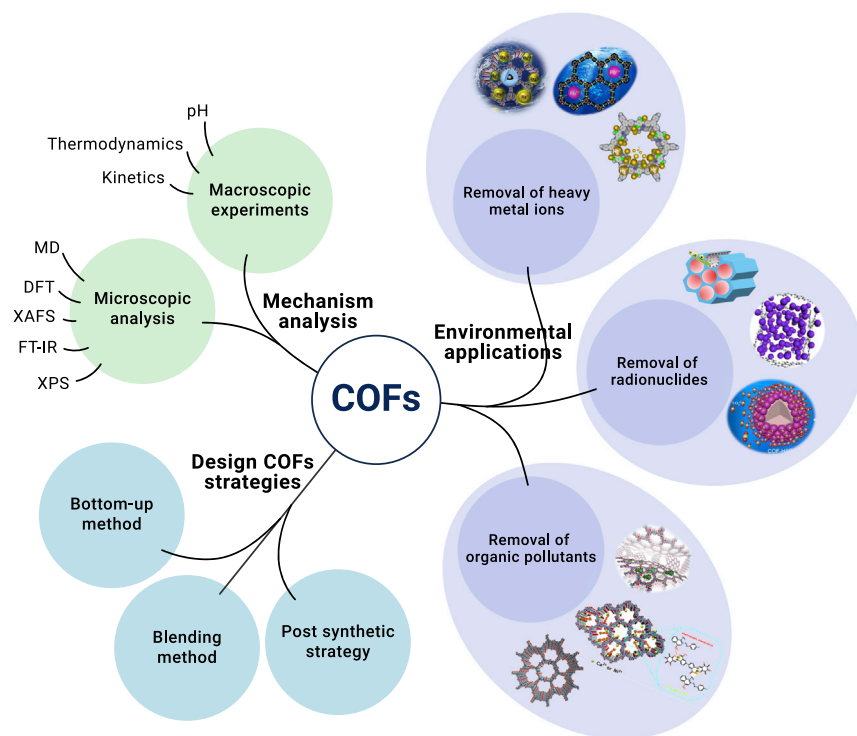 pH
Thermodynamics
Kinetics
Macroscopic
experiments
MD
DFT
XAFS
FT-IR
XPS
Microscopic
analysis
Mechanism
analysis
COFs
Environmental
applications
Removal of heavy
metal ions
Removal of
radionuclides
Removal of
organic pollutants
Design COFs
strategies
Bottom-up
method
Blending
method
Post synthetic
strategy